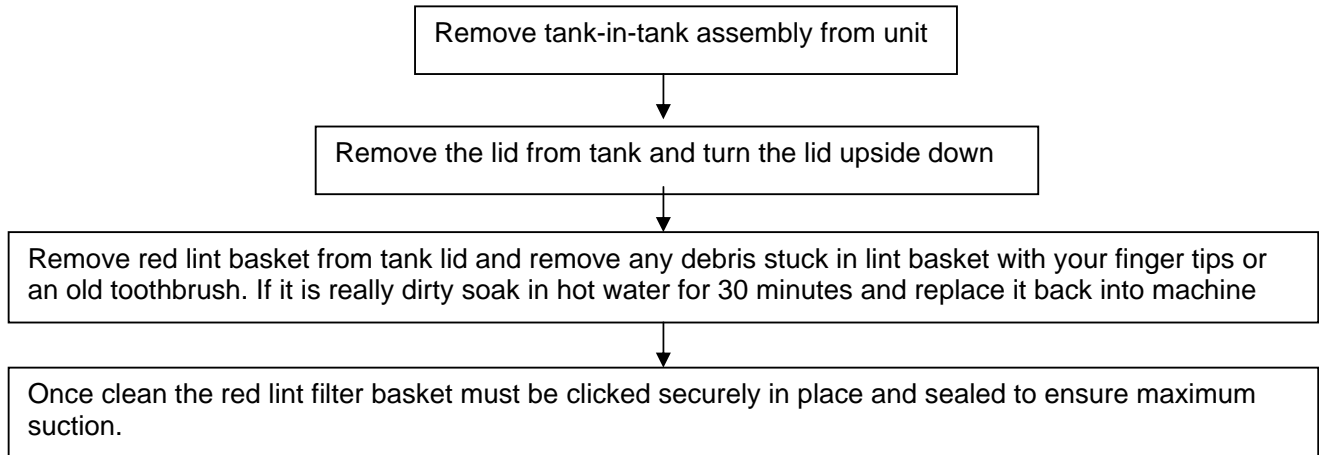 Remove tank-in-tank assembly from unit
Remove the lid from tank and turn the lid upside down
Remove red lint basket from tank lid and remove any debris stuck in lint basket with your finger tips or
an old toothbrush. If it is really dirty soak in hot water for 30 minutes and replace it back into machine
Once clean the red lint filter basket must be clicked securely in place and sealed to ensure maximum
suction.